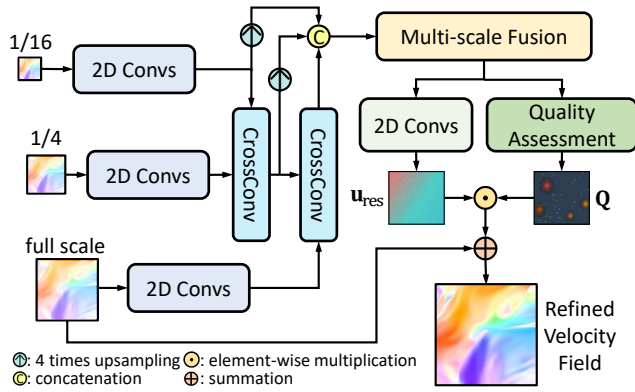 1/16
2D Convs
C
Multi-scale Fusion
1/4
2D Convs
CrossConv
CrossConv
2D Convs
Quality
Assessment
u_res
Q
full scale
2D Convs
Refined
Velocity
Field
: 4 times upsampling
: element-wise multiplication
C : concatenation
: summation